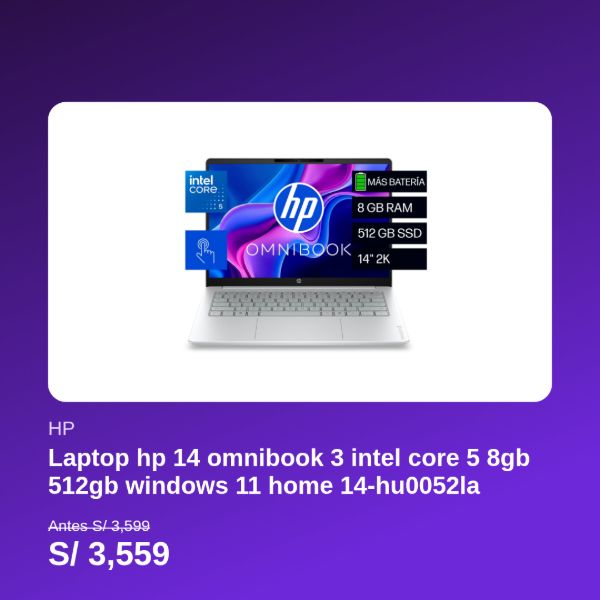 intel
CORE
5
hp
OMNIBOOK
MÁS BATERÍA
8 GB RAM
512 GB SSD
14" 2K
HP
Laptop hp 14 omnibook 3 intel core 5 8gb
512gb windows 11 home 14-hu0052la
Antes S/ 3,599
S/ 3,559